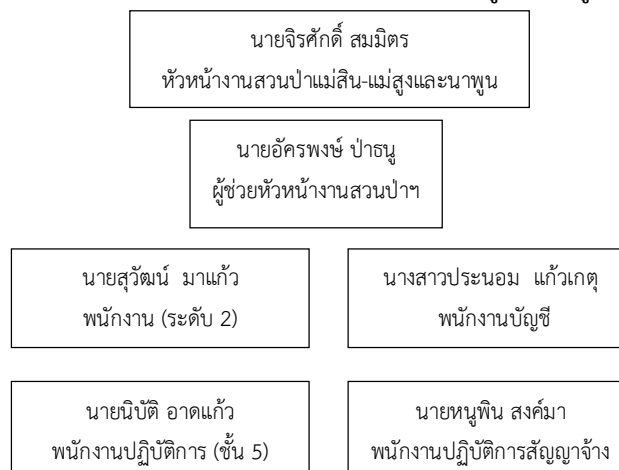 นายจิรศักดิ์ สมมิตร
หัวหน้างานสวนป่าแม่สิน-แม่สูงและนาพูน
นายอัครพงษ์ ป่าธนู
ผู้ช่วยหัวหน้างานสวนป่าฯ
นายสุวัฒน์ มาแก้ว
พนักงาน (ระดับ 2)
นางสาวประนอม แก้วเกตุ
พนักงานบัญชี
นายนิบัติ อาดแก้ว
พนักงานปฏิบัติการ (ชั้น 5)
นายหนูพิน สงค์มา
พนักงานปฏิบัติการสัญญาจ้าง